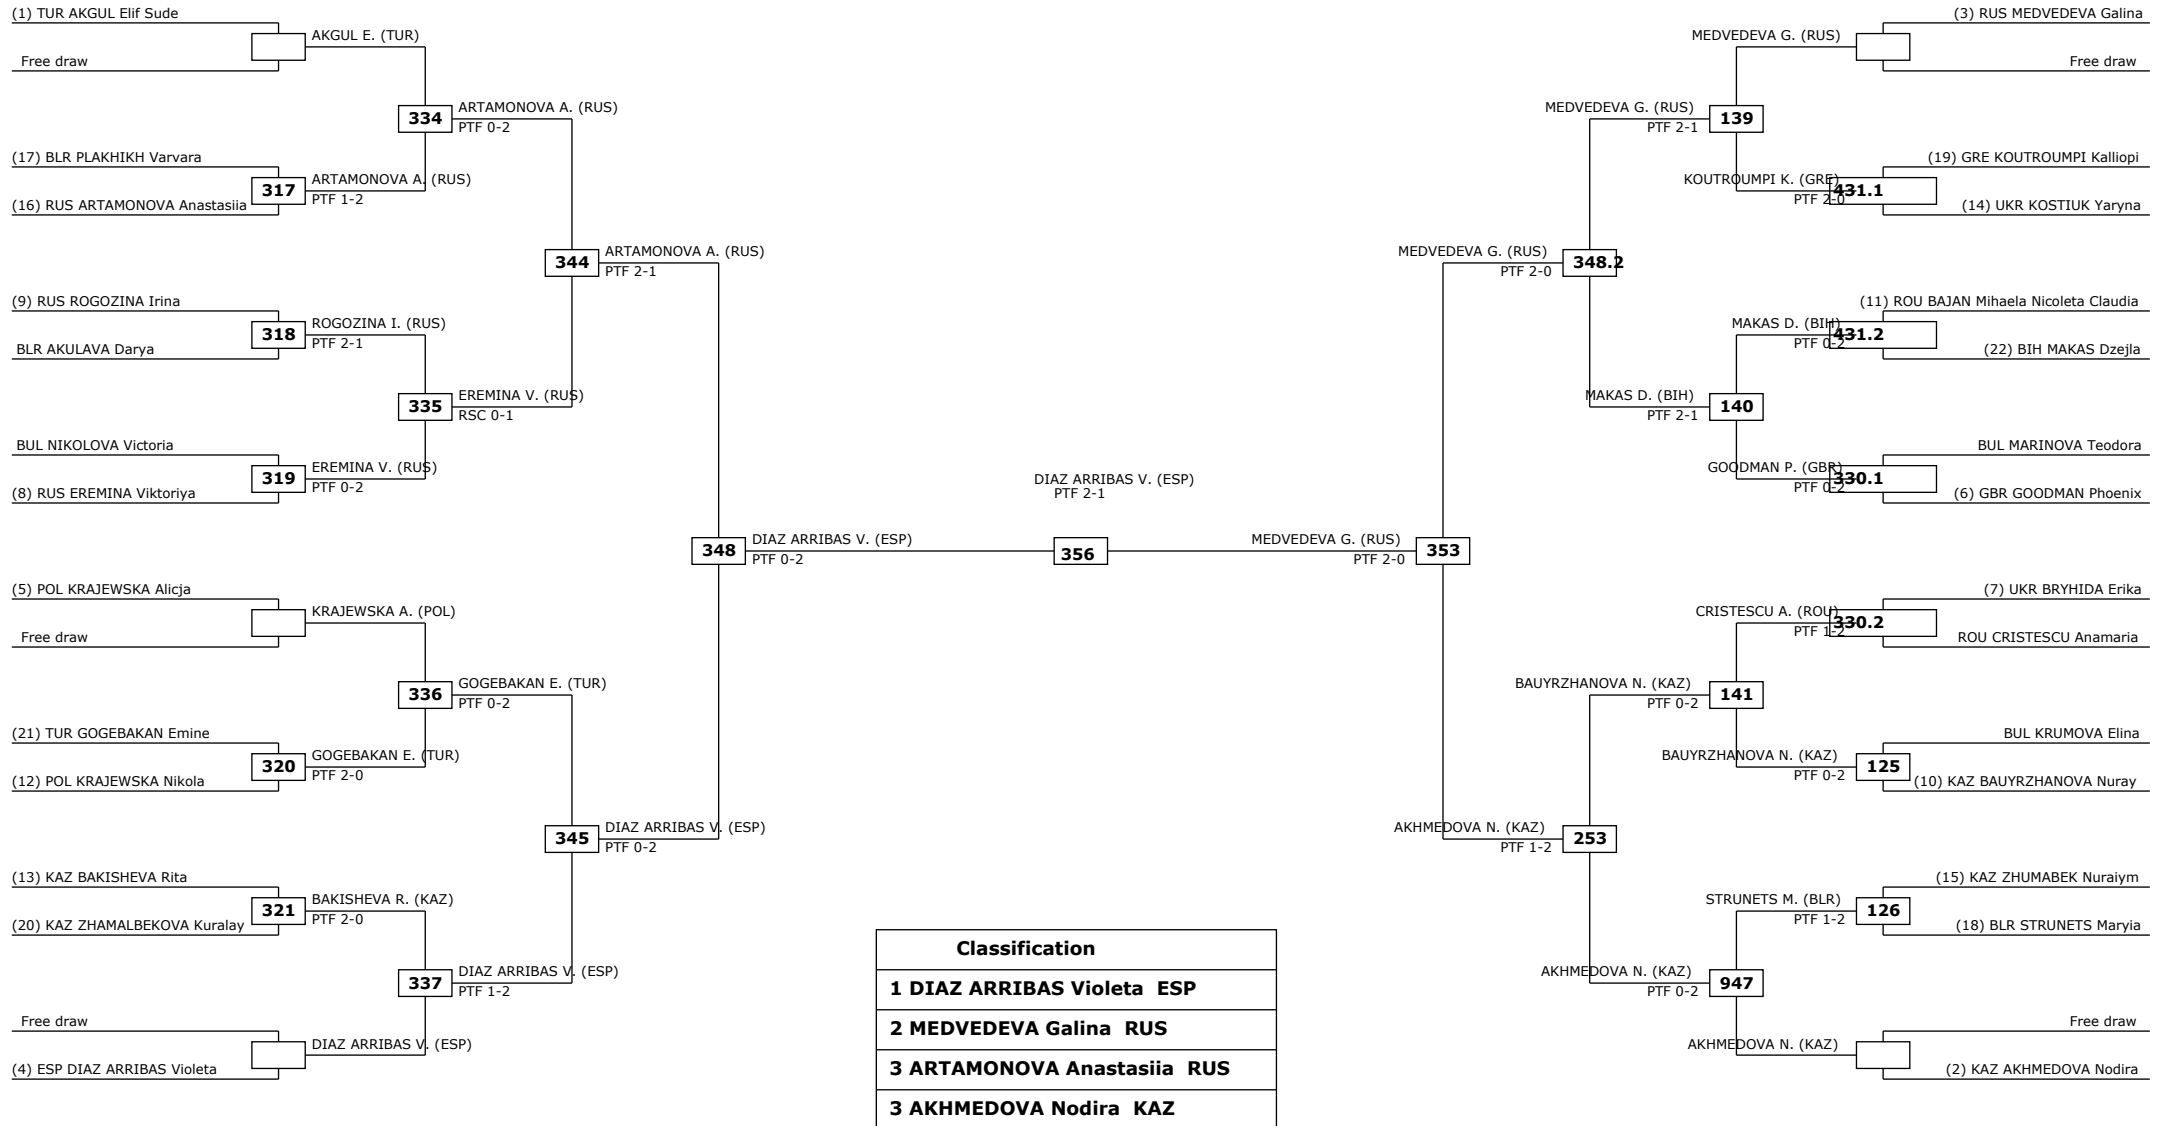 (1) TUR AKGUL Elif Sude
AKGUL E. (TUR)
Free draw
334
ARTAMONOVA A. (RUS)
PTF 0-2
(17) BLR PLAKHIKH Varvara
317
ARTAMONOVA A. (RUS)
PTF 1-2
(16) RUS ARTAMONOVA Anastasiia
344
ARTAMONOVA A. (RUS)
PTF 2-1
(9) RUS ROGOZINA Irina
318
ROGOZINA I. (RUS)
PTF 2-1
BLR AKULAVA Darya
335
EREMINA V. (RUS)
RSC 0-1
BUL NIKOLOVA Victoria
319
EREMINA V. (RUS)
PTF 0-2
(8) RUS EREMINA Viktoriya
348
DIAZ ARRIBAS V. (ESP)
PTF 0-2
(5) POL KRAJEWSKA Alicja
KRAJEWSKA A. (POL)
Free draw
336
GOGEBAKAN E. (TUR)
PTF 0-2
(21) TUR GOGEBAKAN Emine
320
GOGEBAKAN E. (TUR)
PTF 2-0
(12) POL KRAJEWSKA Nikola
345
DIAZ ARRIBAS V. (ESP)
PTF 0-2
(13) KAZ BAKISHEVA Rita
321
BAKISHEVA R. (KAZ)
PTF 2-0
(20) KAZ ZHAMALBEKOVA Kuralay
337
DIAZ ARRIBAS V. (ESP)
PTF 1-2
Free draw
DIAZ ARRIBAS V. (ESP)
(4) ESP DIAZ ARRIBAS Violeta
DIAZ ARRIBAS V. (ESP)
PTF 2-1
356
(3) RUS MEDVEDEVA Galina
MEDVEDEVA G. (RUS)
Free draw
MEDVEDEVA G. (RUS)
PTF 2-1
139
(19) GRE KOUTROUMPI Kalliopi
KOUTROUMPI K. (GRE)
PTF 2-0
431.1
(14) UKR KOSTIUK Yaryna
MEDVEDEVA G. (RUS)
PTF 2-0
348.2
(11) ROU BAJAN Mihaela Nicoleta Claudia
MAKAS D. (BIH)
PTF 0-2
431.2
(22) BIH MAKAS Dzejla
MAKAS D. (BIH)
PTF 2-1
140
BUL MARINOVA Teodora
GOODMAN P. (GBR)
PTF 0-2
330.1
(6) GBR GOODMAN Phoenix
MEDVEDEVA G. (RUS)
PTF 2-0
353
(7) UKR BRYHIDA Erika
CRISTESCU A. (ROU)
PTF 1-2
330.2
ROU CRISTESCU Anamaria
BAUYRZHANOVA N. (KAZ)
PTF 0-2
141
BUL KRUMOVA Elina
BAUYRZHANOVA N. (KAZ)
PTF 0-2
125
(10) KAZ BAUYRZHANOVA Nuray
AKHMEDOVA N. (KAZ)
PTF 1-2
253
(15) KAZ ZHUMABEK Nuraiym
STRUNETS M. (BLR)
PTF 1-2
126
(18) BLR STRUNETS Maryia
AKHMEDOVA N. (KAZ)
PTF 0-2
947
Free draw
AKHMEDOVA N. (KAZ)
(2) KAZ AKHMEDOVA Nodira
Classification
1 DIAZ ARRIBAS Violeta ESP
2 MEDVEDEVA Galina RUS
3 ARTAMONOVA Anastasiia RUS
3 AKHMEDOVA Nodira KAZ